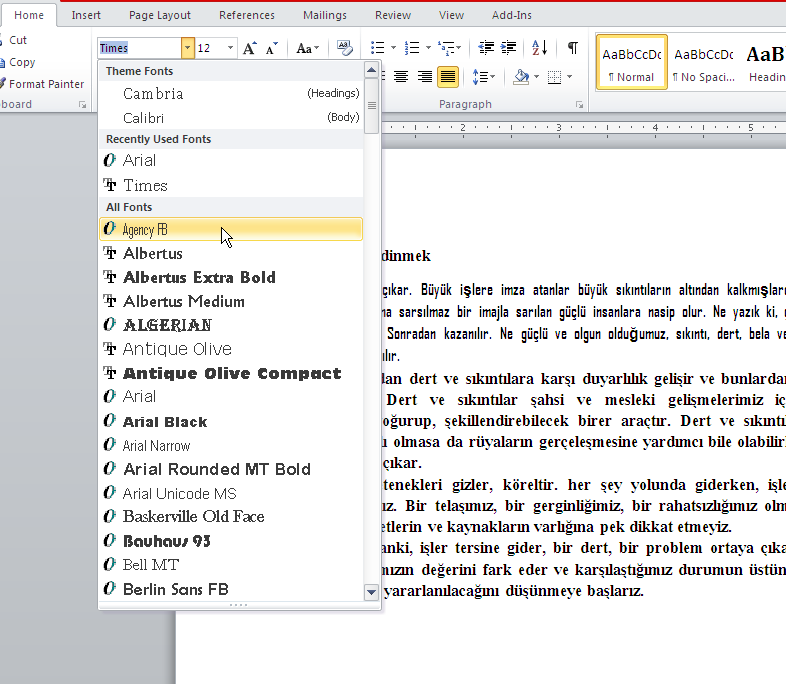 Home Insert Page Layout References Mailings Review View Add-Ins
Cut
Copy
Format Painter
board
Times 12 Aa
Paragraph
AaBbCcDc AaBbCcDc AaB
¶ Normal ¶ No Spaci... Headin
Theme Fonts
Cambria (Headings)
Calibri (Body)
Recently Used Fonts
Arial
Times
All Fonts
Agency FB
Albertus
Albertus Extra Bold
Albertus Medium
ALGERIAN
Antique Olive
Antique Olive Compact
Arial
Arial Black
Arial Narrow
Arial Rounded MT Bold
Arial Unicode MS
Baskerville Old Face
Bauhaus 93
Bell MT
Berlin Sans FB
2 3 4 5
dinmek
çıkar. Büyük işlere imza atanlar büyük sıkıntıların altından kalkmışlar
na sarsılmaz bir imajla sarılan güçlü insanlara nasip olur. Ne yazık ki,
Sonradan kazanılır. Ne güçlü ve olgun olduğumuz, sıkıntı, dert, bela ve
ılır.
dan dert ve sıkıntılara karşı duyarlılık gelişir ve bunlardan
Dert ve sıkıntılar şahsi ve mesleki gelişmelerimiz iç
oğurup, şekillendirebilecek birer araçtır. Dert ve sıkıntı
ı olmasa da rüyaların gerçeleşmesine yardımcı bile olabilir
çıkar.
tenekleri gizler, köreltir. her şey yolunda giderken, işle
ız. Bir telaşımız, bir gerginliğimiz, bir rahatsızlığımız olm
etlerin ve kaynakların varlığına pek dikkat etmeyiz.
anki, işler tersine gider, bir dert, bir problem ortaya çıka
mızın değerini fark eder ve karşılaştığımız durumun üstün
yararlanılacağını düşünmeye başlarız.